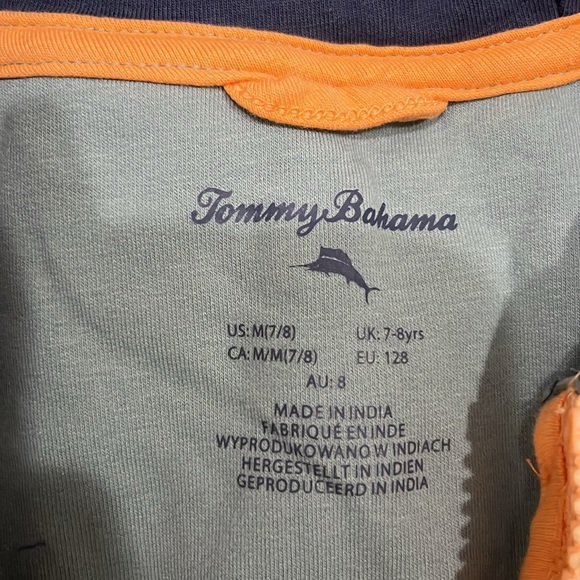 Tommy Bahama
US: M(7/8) UK: 7-8yrs
CA: M/M(7/8) EU: 128
AU: 8
MADE IN INDIA
FABRIQUÉ EN INDE
WYPRODUKOWANO W INDIACH
HERGESTELLT IN INDIEN
GEPRODUCEERD IN INDIA